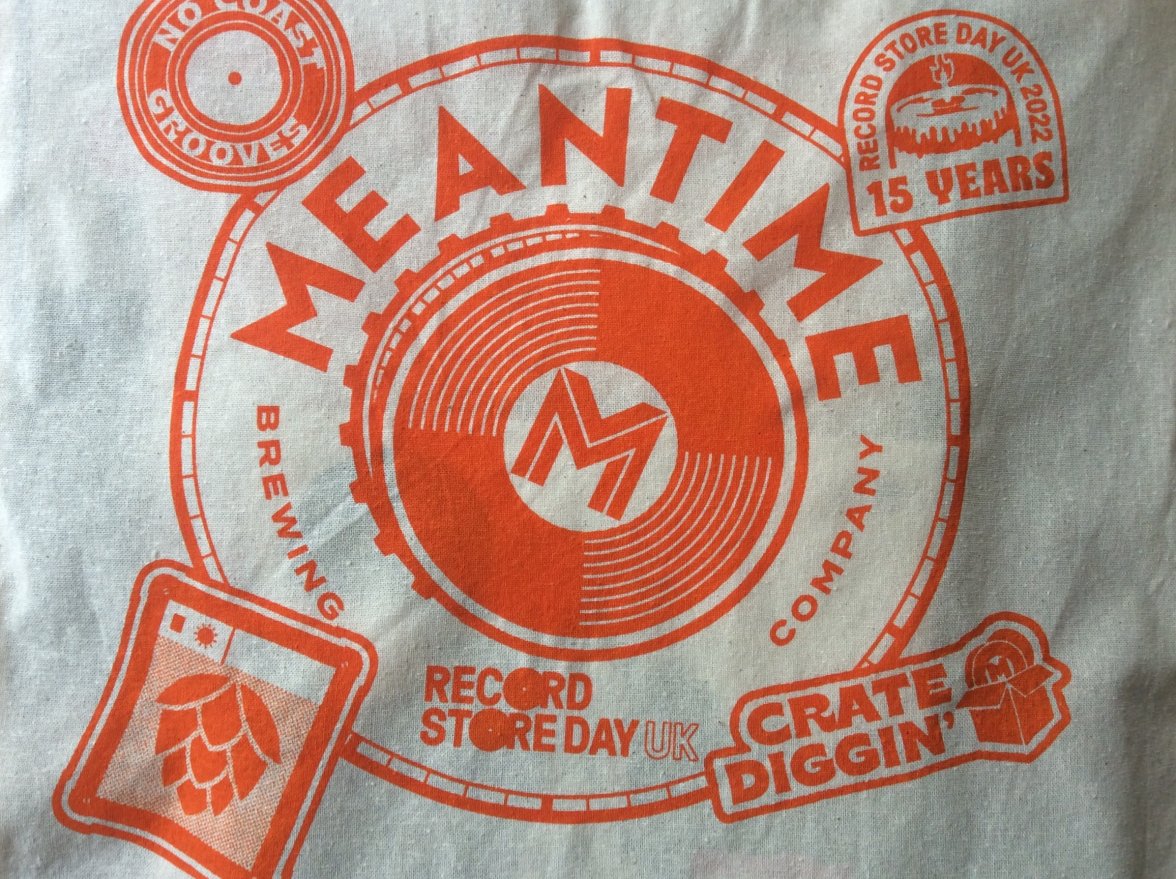 NO COAST
GROOVES
RECORD STORE DAY UK 2022
15 YEARS
MEANTIME
BREWING
COMPANY
M
RECORD
STORE DAY UK
CRATE
DIGGIN'
M